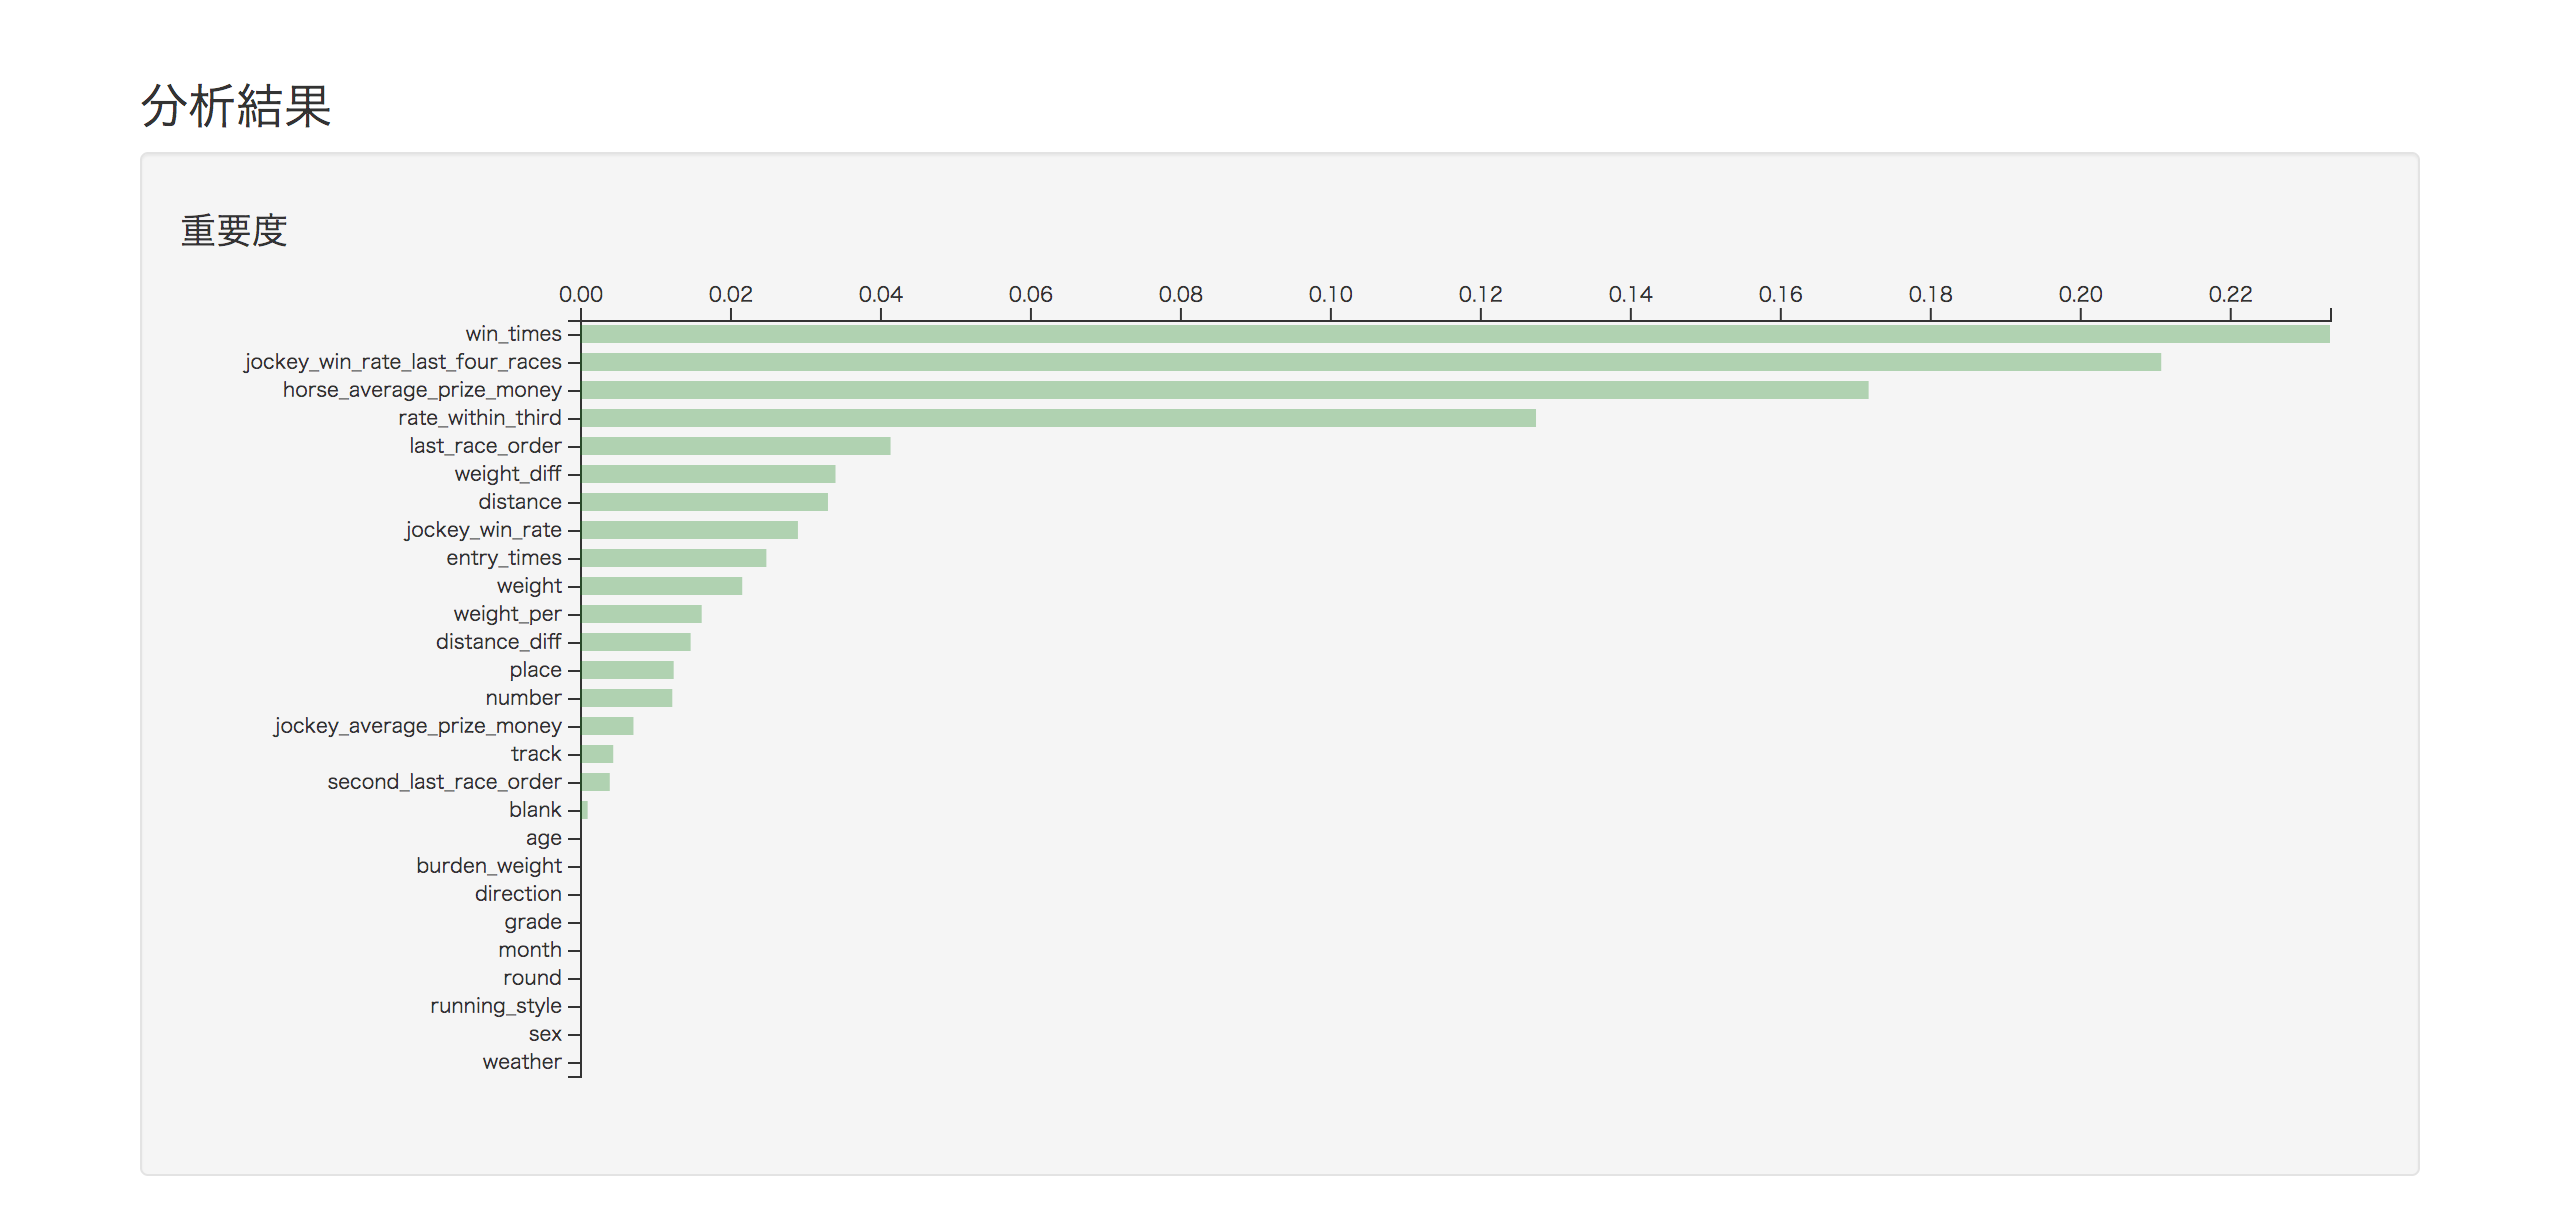 分析結果
重要度
0.00 0.02 0.04 0.06 0.08 0.10 0.12 0.14 0.16 0.18 0.20 0.22
win_times
jockey_win_rate_last_four_races
horse_average_prize_money
rate_within_third
last_race_order
weight_diff
distance
jockey_win_rate
entry_times
weight
weight_per
distance_diff
place
number
jockey_average_prize_money
track
second_last_race_order
blank
age
burden_weight
direction
grade
month
round
running_style
sex
weather